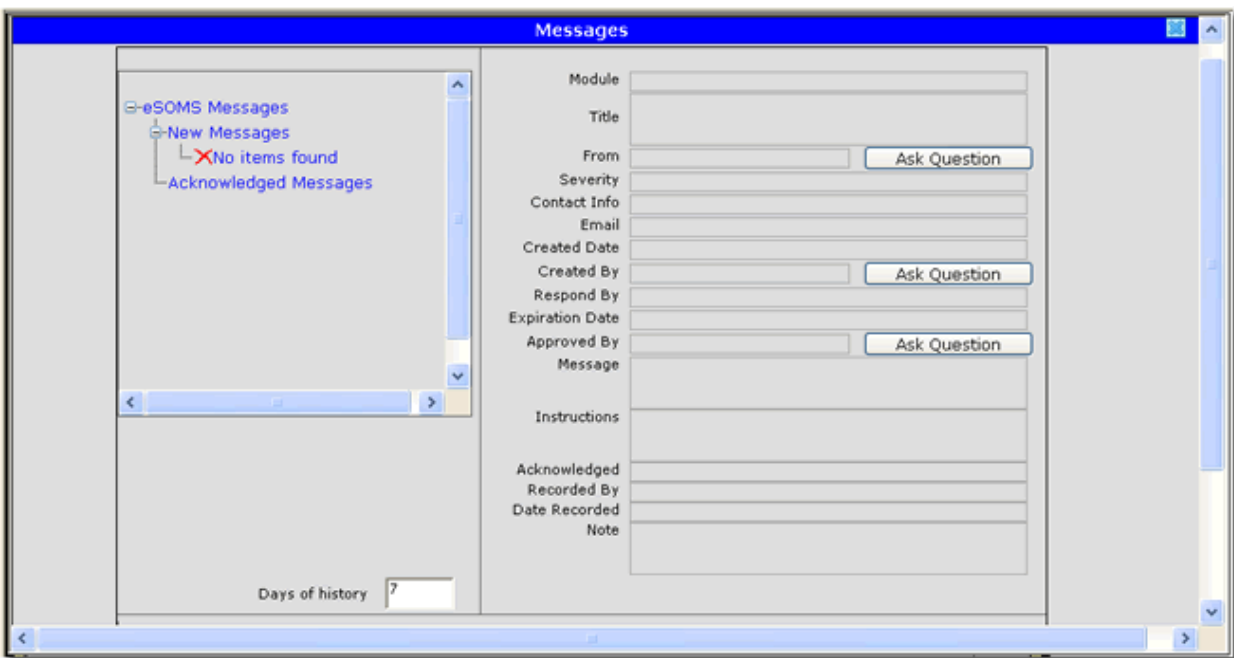 Messages
eSOMS Messages
New Messages
No items found
Acknowledged Messages
Days of history 7
Module
Title
From Ask Question
Severity
Contact Info
Email
Created Date
Created By Ask Question
Respond By
Expiration Date
Approved By Ask Question
Message
Instructions
Acknowledged
Recorded By
Date Recorded
Note